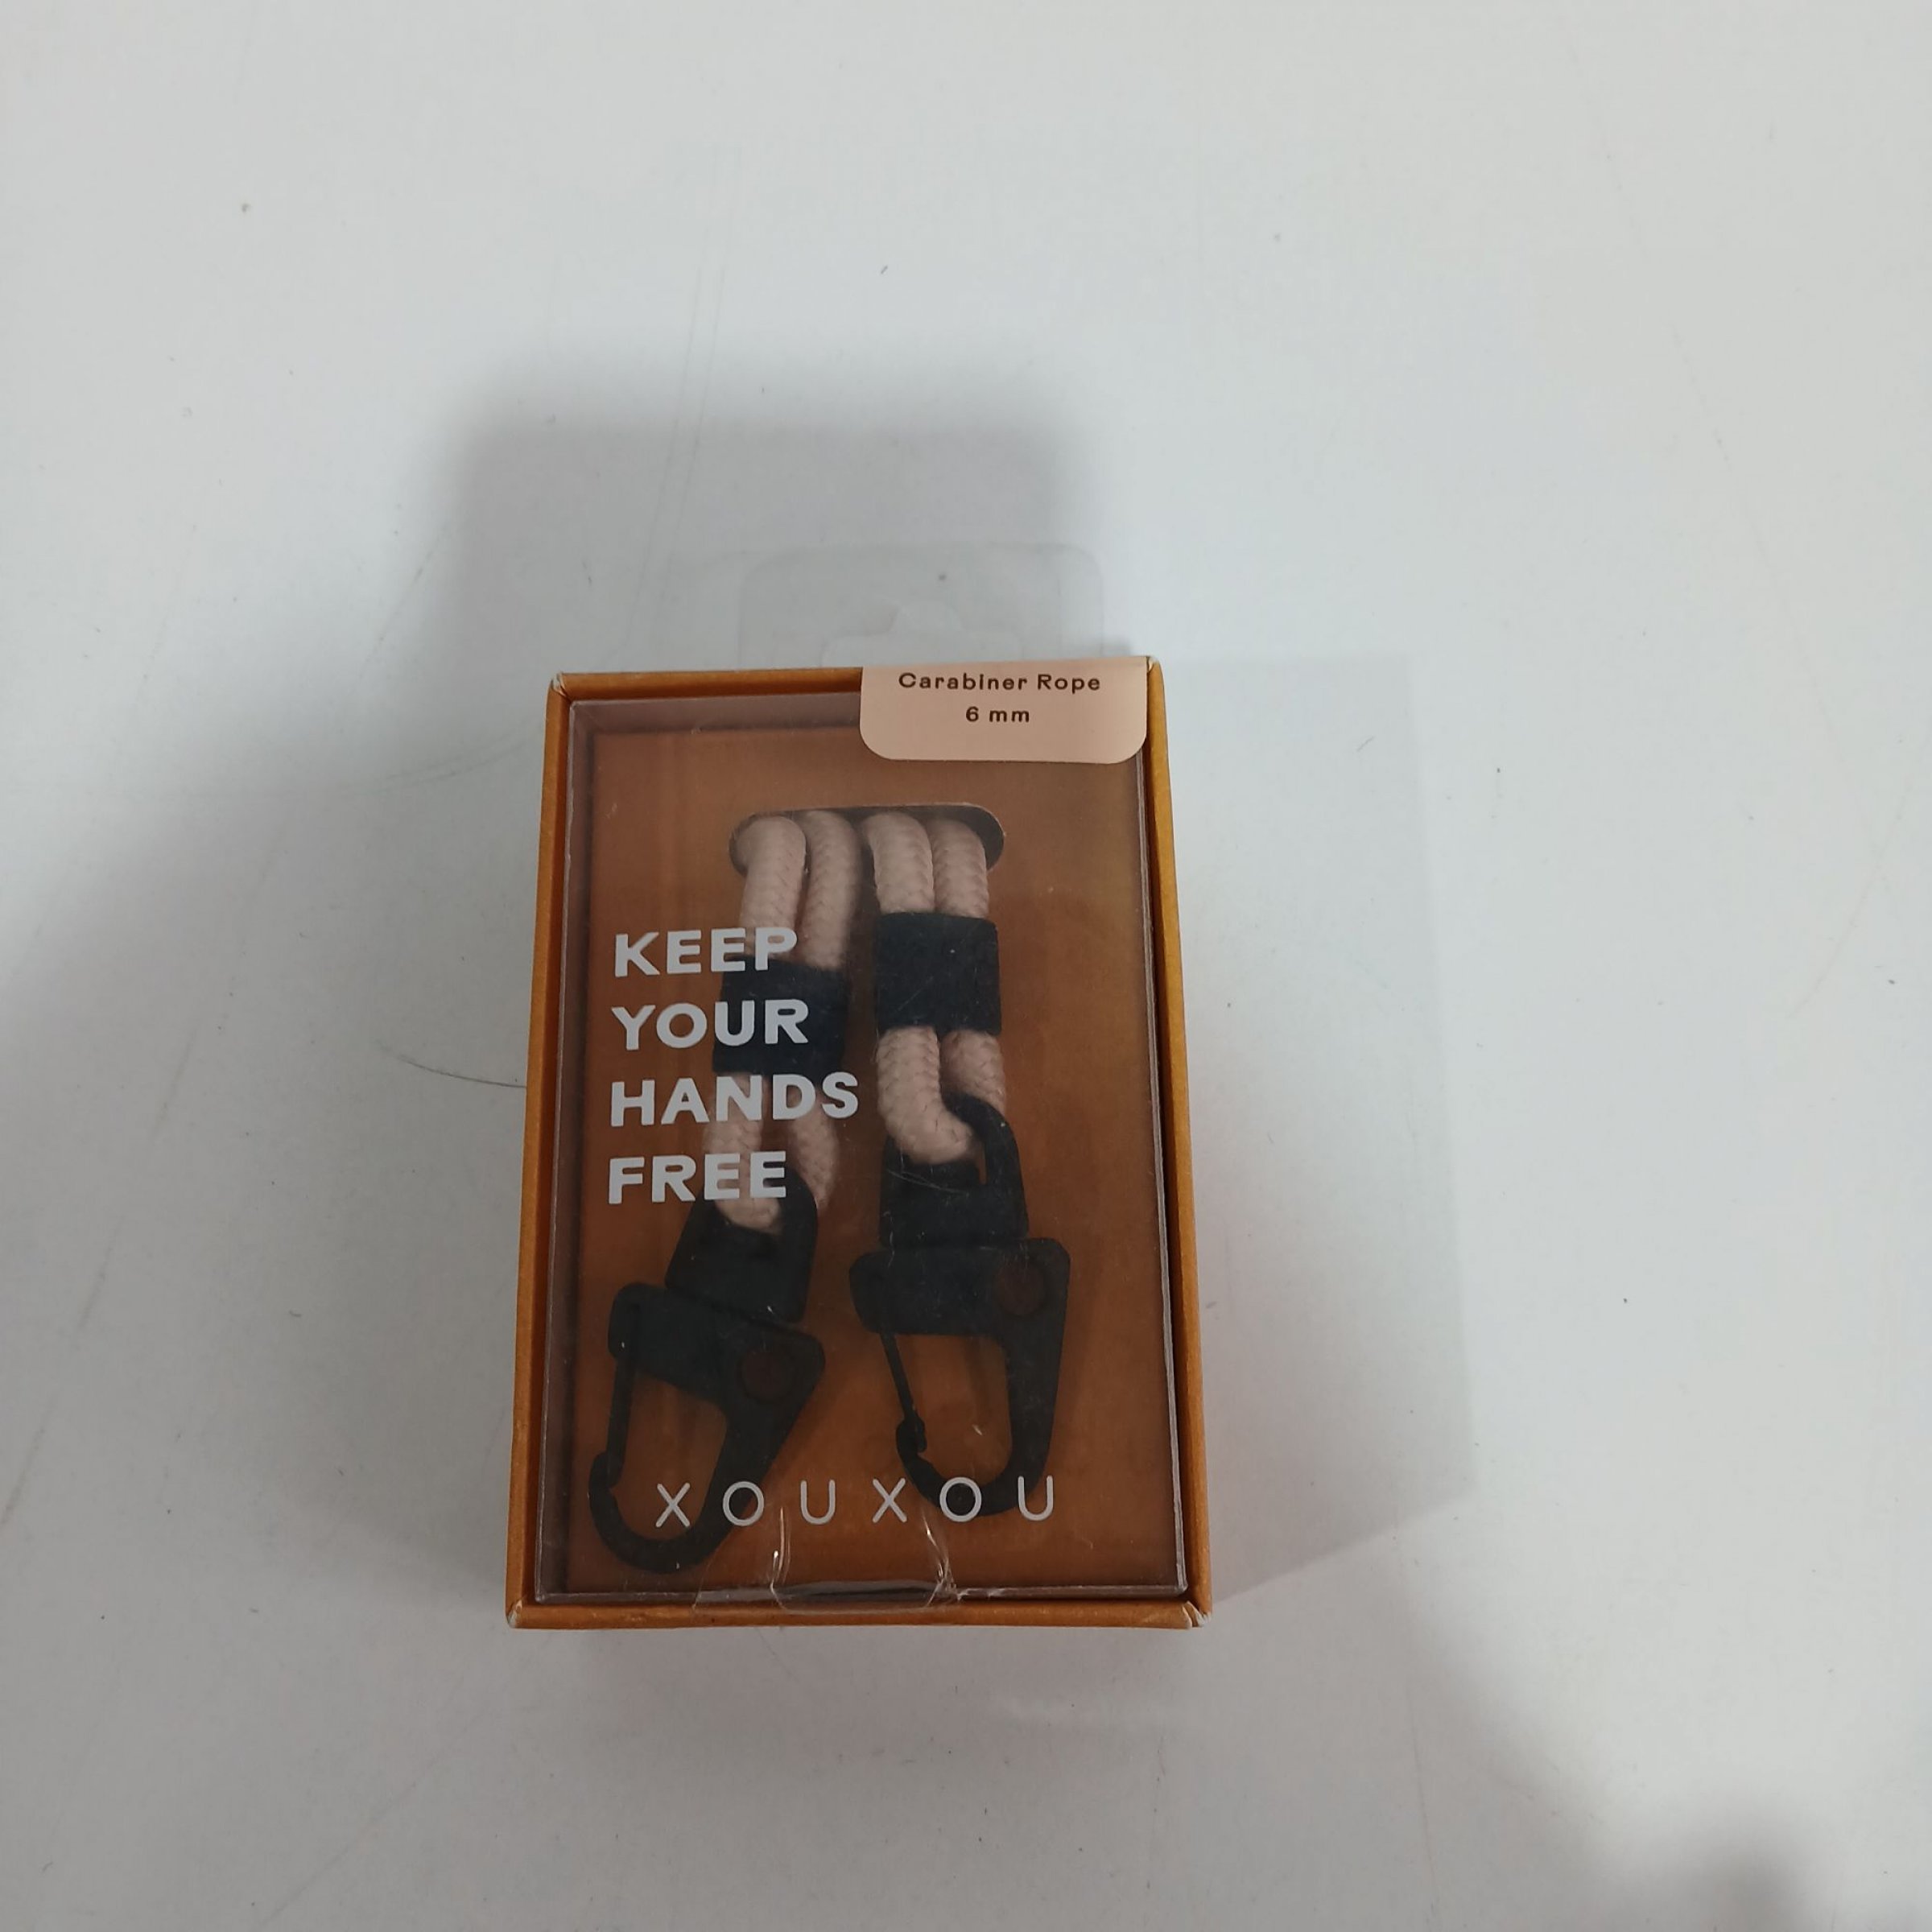 Carabiner Rope
6 mm
KEEP
YOUR
HANDS
FREE
XOUXOU